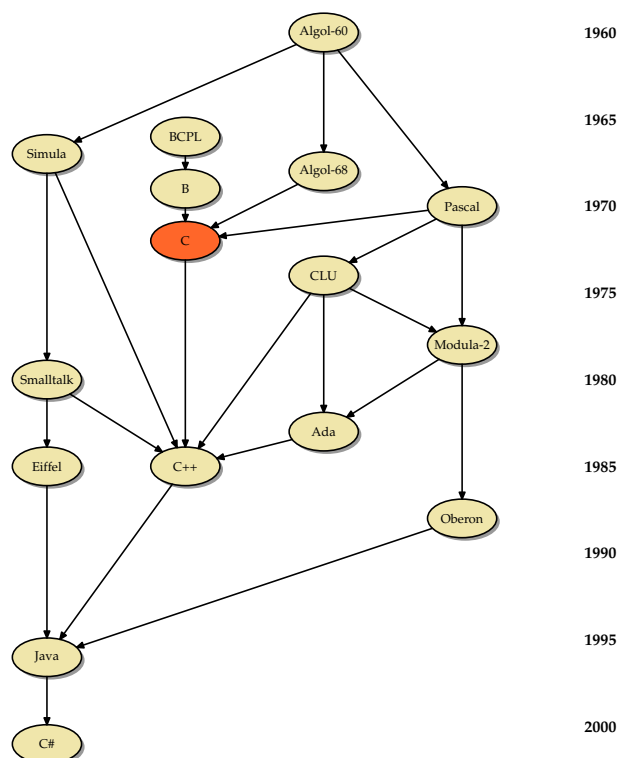 Algol-60
1960
1965
BCPL
Simula
Algol-68
B
Pascal
1970
C
CLU
1975
Modula-2
Smalltalk
1980
Ada
Eiffel
C++
1985
Oberon
1990
1995
Java
2000
C#